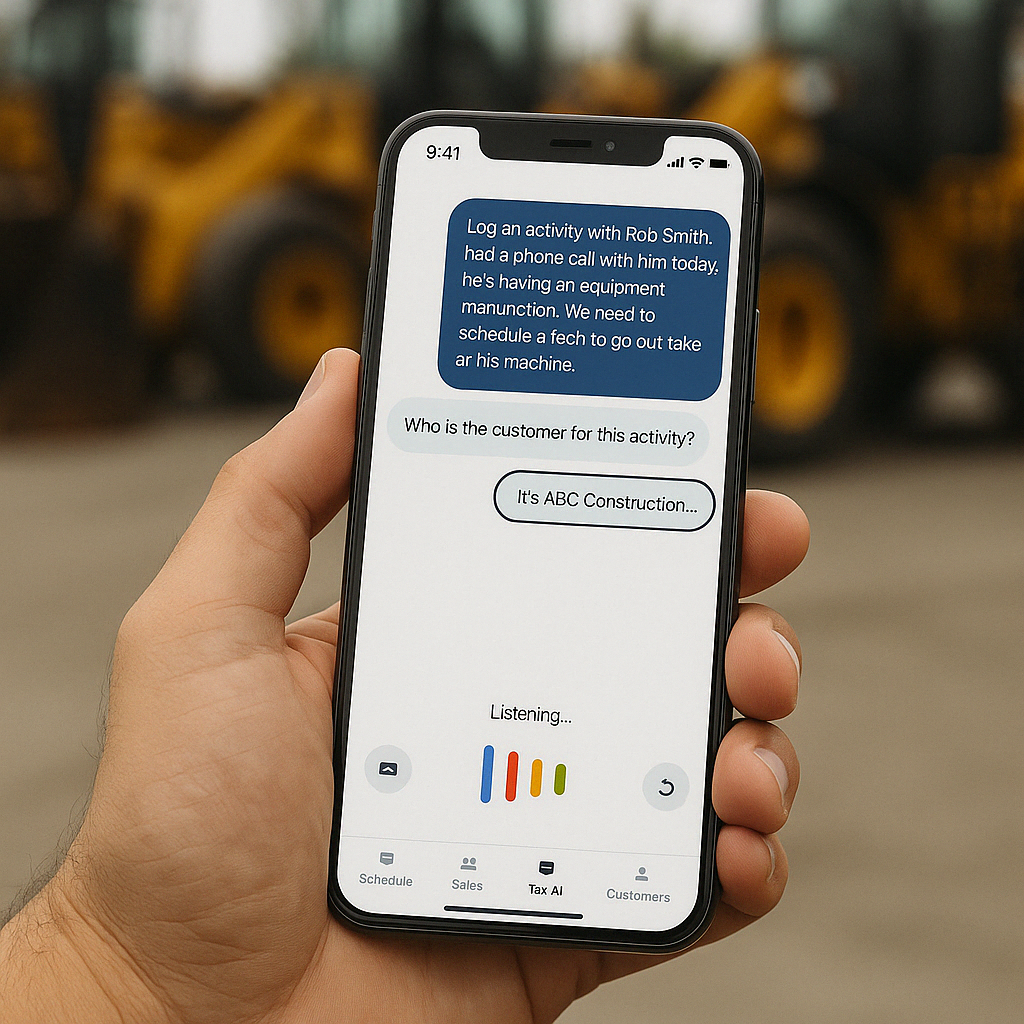 9:41
Log an activity with Rob Smith.
had a phone call with him today,
he's having an equipment
manunction. We need to
schedule a fech to go out take
ar his machine.
Who is the customer for this activity?
It's ABC Construction...
Listening...
Schedule
Sales
Tax AI
Customers